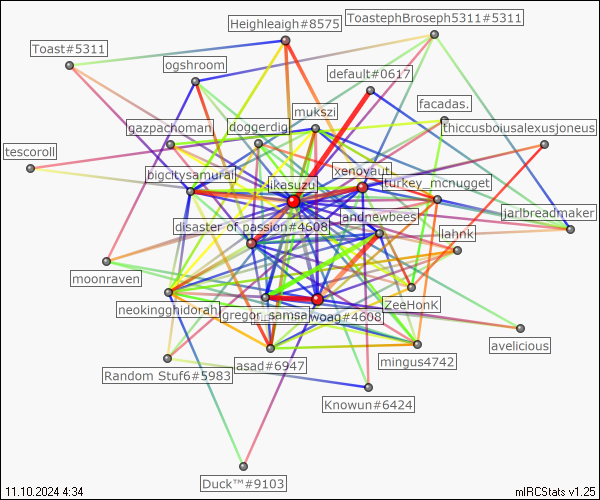 Heighleaigh#8575
ToastephBroseph5311#5311
Toast#5311
ogshroom
default#0617
facadas.
mukszi
gazpachoman
doggerdig
thiccusbousalexusjoneus
tescoroll
bigcitysamurai
ikasuzu
xenovaut
turkey_mcnugget
disaster of passion#4608
andnewbees
jarlbreadmaker
lahnk
moonraven
neokingghidorah
gregor_samsa
woag#4608
ZeeHonK
avelicious
asad#6947
mingus4742
Random Stuf6#5983
Knowun#6424
Duck™#9103
11.10.2024 4:34
mIRCStats v1.25